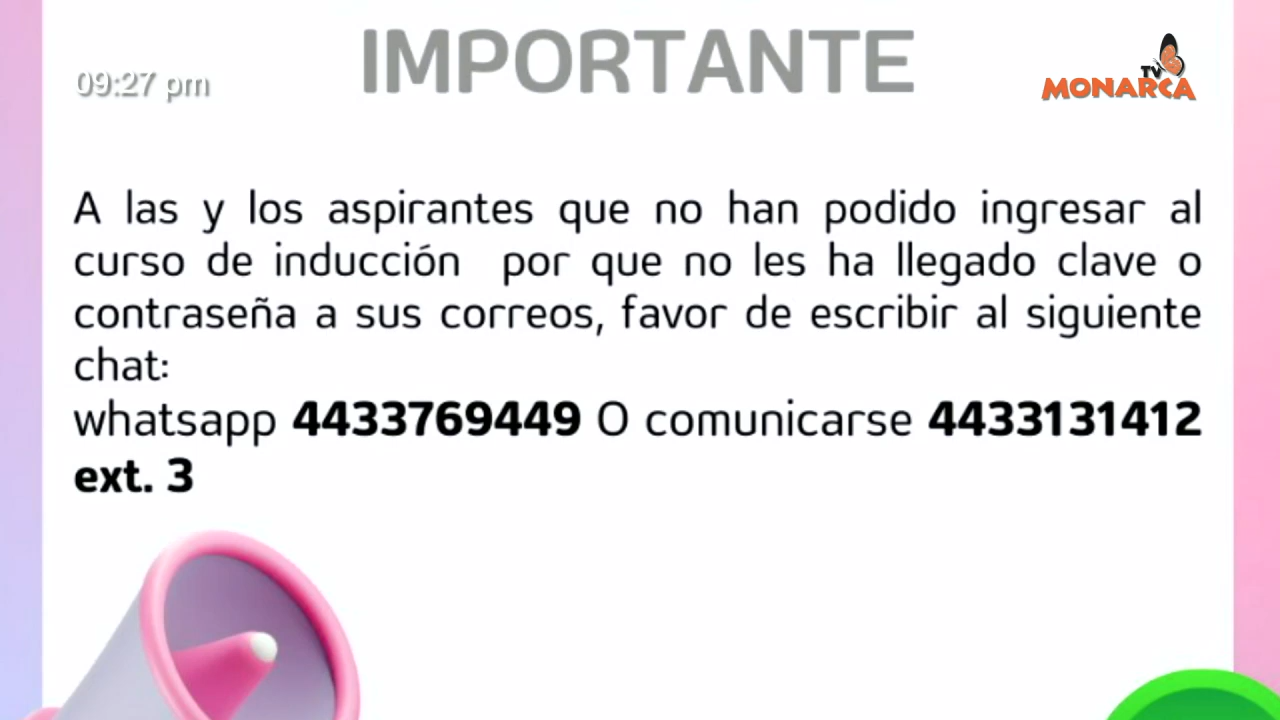 IMPORTANTE
09:27 pm
TV
MONARCA
A las y los aspirantes que no han podido ingresar al
curso de inducción por que no les ha llegado clave o
contraseña a sus correos, favor de escribir al siguiente
chat:
whatsapp 4433769449 O comunicarse 4433131412
ext. 3